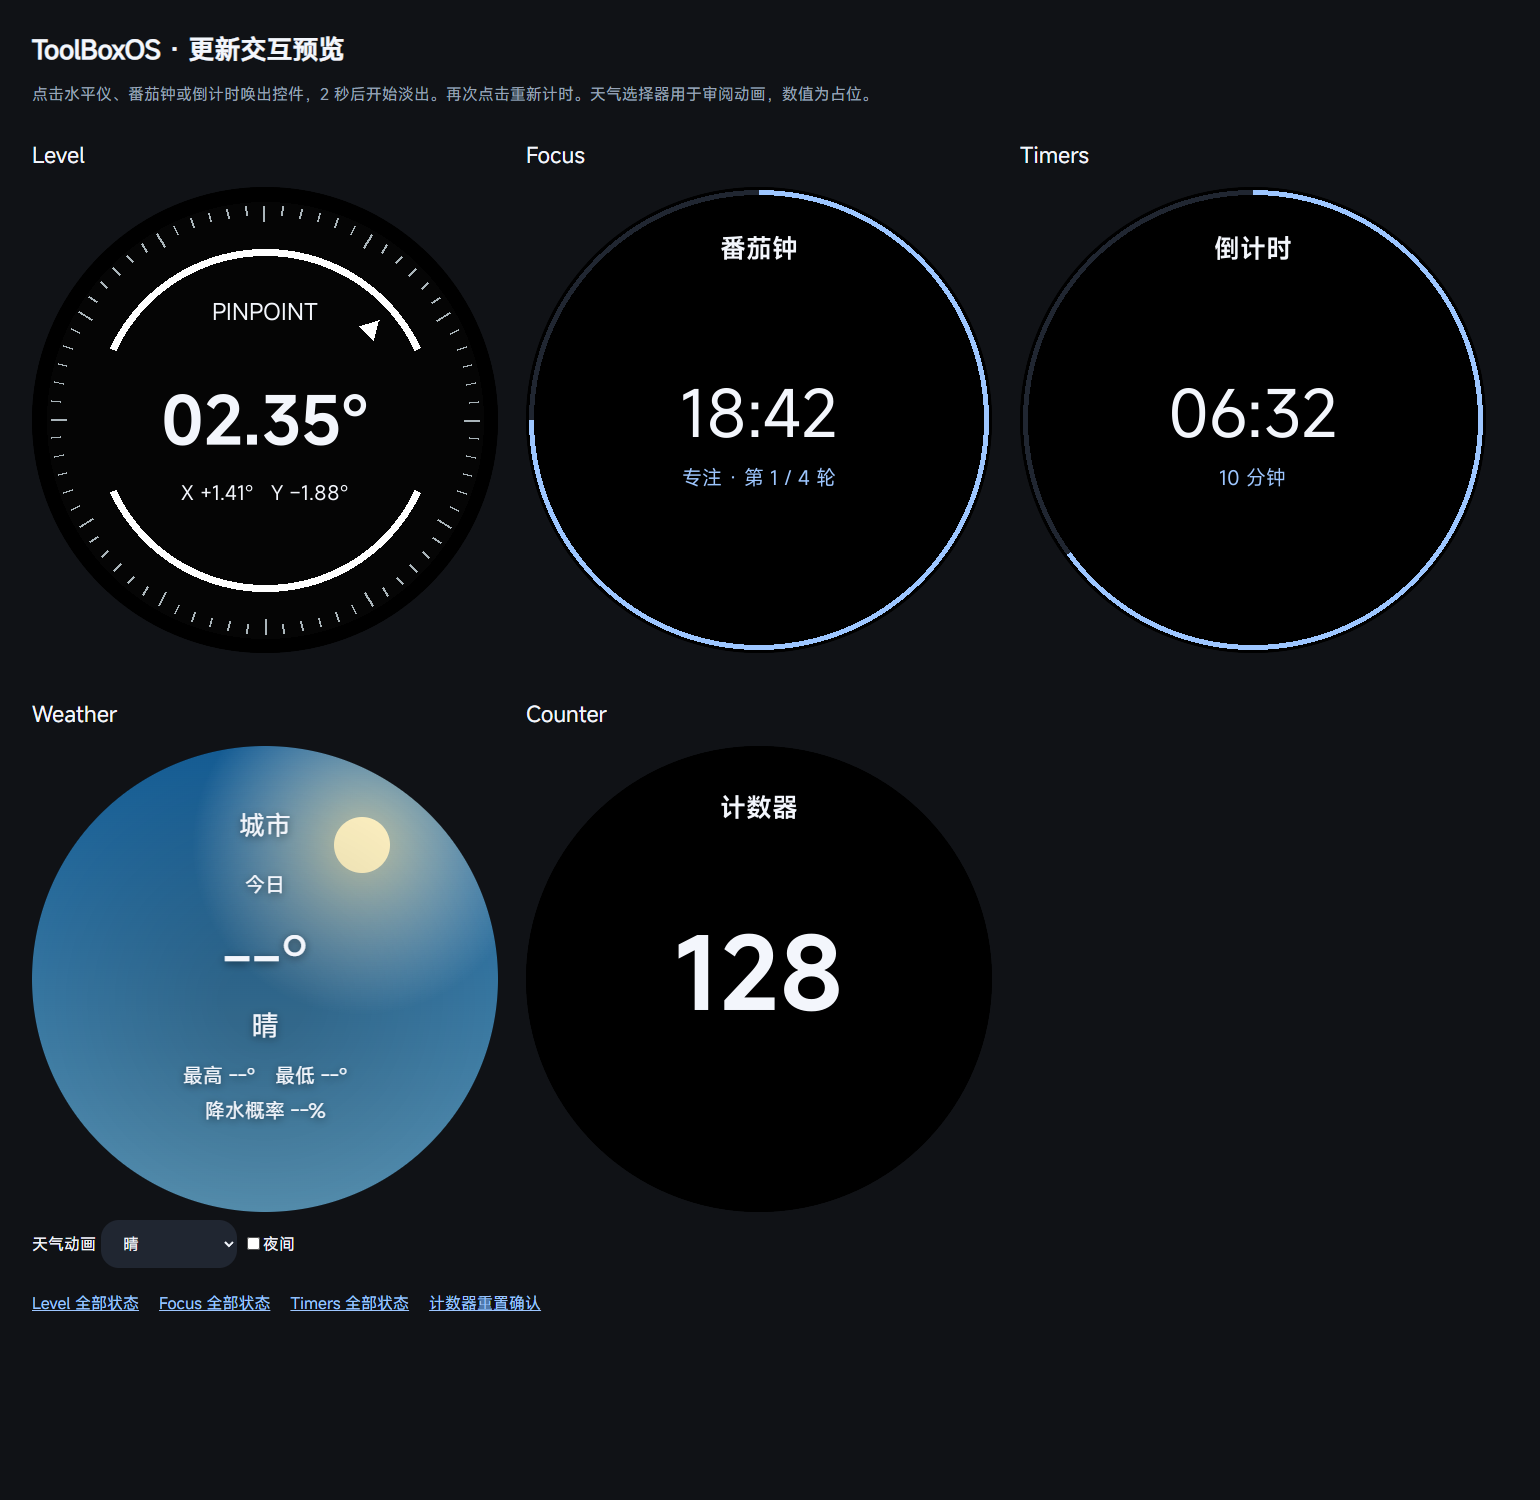 ToolBoxOS · 更新交互预览
点击水平仪、番茄钟或倒计时唤出控件，2 秒后开始淡出。再次点击重新计时。天气选择器用于审阅动画，数值为占位。
Level
PINPOINT
02.35°
X +1.41° Y −1.88°
Focus
番茄钟
18:42
专注 · 第 1 / 4 轮
Timers
倒计时
06:32
10 分钟
Weather
城市
今日
--°
晴
最高 --° 最低 --°
降水概率 --%
天气动画 晴 夜间
Counter
计数器
128
Level 全部状态 Focus 全部状态 Timers 全部状态 计数器重置确认